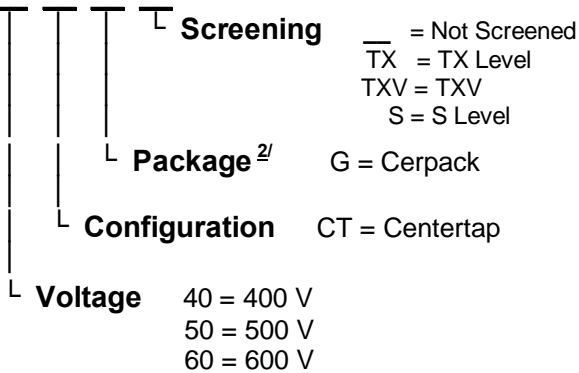 Screening __ = Not Screened
TX = TX Level
TXV = TXV
S = S Level
Package 2/ G = Cerpack
Configuration CT = Centertap
Voltage 40 = 400 V
50 = 500 V
60 = 600 V